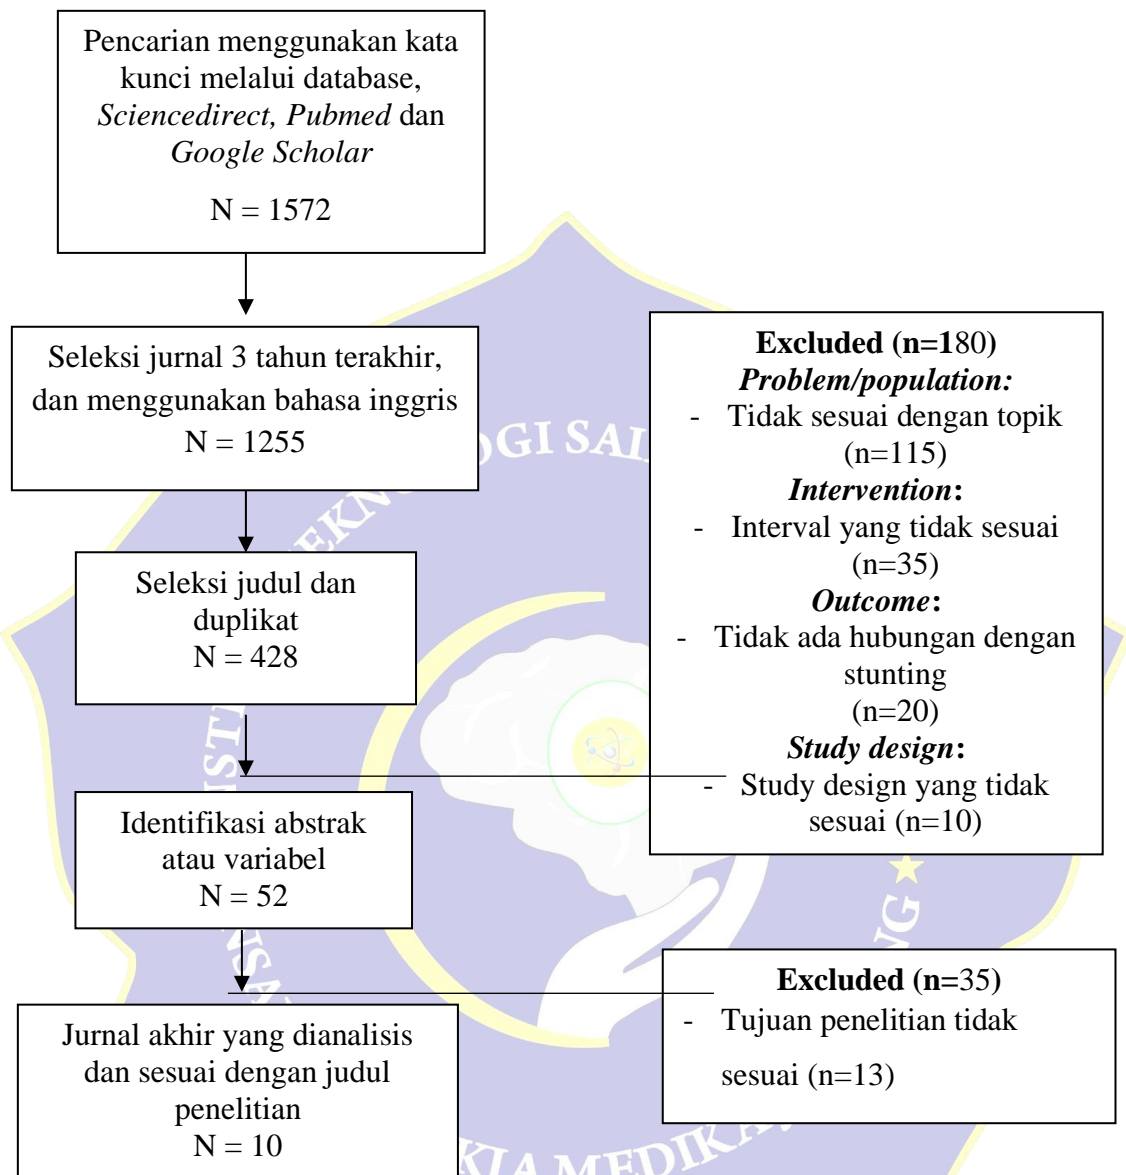 Pencarian menggunakan kata
kunci melalui database,
Sciencedirect, Pubmed dan
Google Scholar
N = 1572
Seleksi jurnal 3 tahun terakhir,
dan menggunakan bahasa inggris
N = 1255
Seleksi judul dan
duplikat
N = 428
Excluded (n=180)
Problem/population:
- Tidak sesuai dengan topik
(n=115)
Intervention:
- Interval yang tidak sesuai
(n=35)
Outcome:
- Tidak ada hubungan dengan
stunting
(n=20)
Study design:
- Study design yang tidak
sesuai (n=10)
Identifikasi abstrak
atau variabel
N = 52
Excluded (n=35)
- Tujuan penelitian tidak
sesuai (n=13)
Jurnal akhir yang dianalisis
dan sesuai dengan judul
penelitian
N = 10